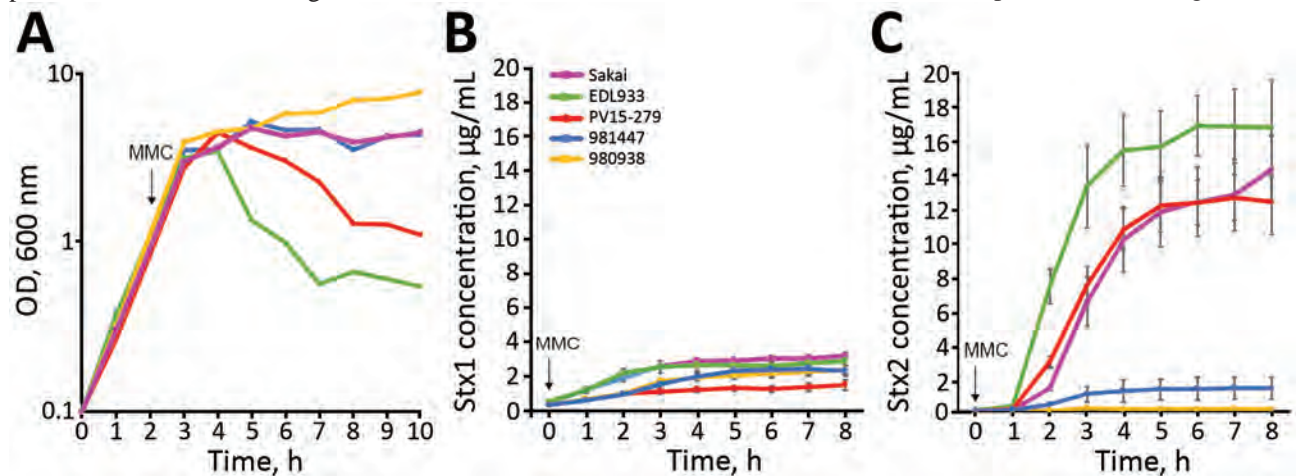 A
B
C
OD, 600 nm
10
1
0.1
MMC
0 1 2 3 4 5 6 7 8 9 10
Time, h
Stx1 concentration, µg/mL
20
18
16
14
12
10
8
6
4
2
0
Sakai
EDL933
PV15-279
981447
980938
MMC
0 1 2 3 4 5 6 7 8
Time, h
Stx2 concentration, µg/mL
20
18
16
14
12
10
8
6
4
2
0
MMC
0 1 2 3 4 5 6 7 8
Time, h